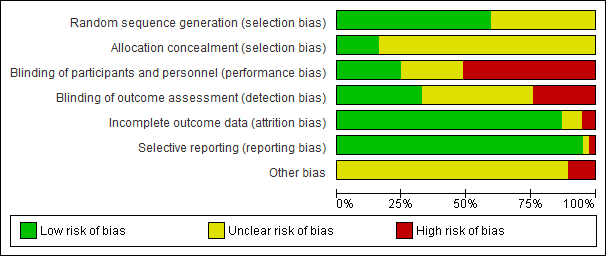 Random sequence generation (selection bias)
Allocation concealment (selection bias)
Blinding of participants and personnel (performance bias)
Blinding of outcome assessment (detection bias)
Incomplete outcome data (attrition bias)
Selective reporting (reporting bias)
Other bias
0% 25% 50% 75% 100%
Low risk of bias Unclear risk of bias High risk of bias